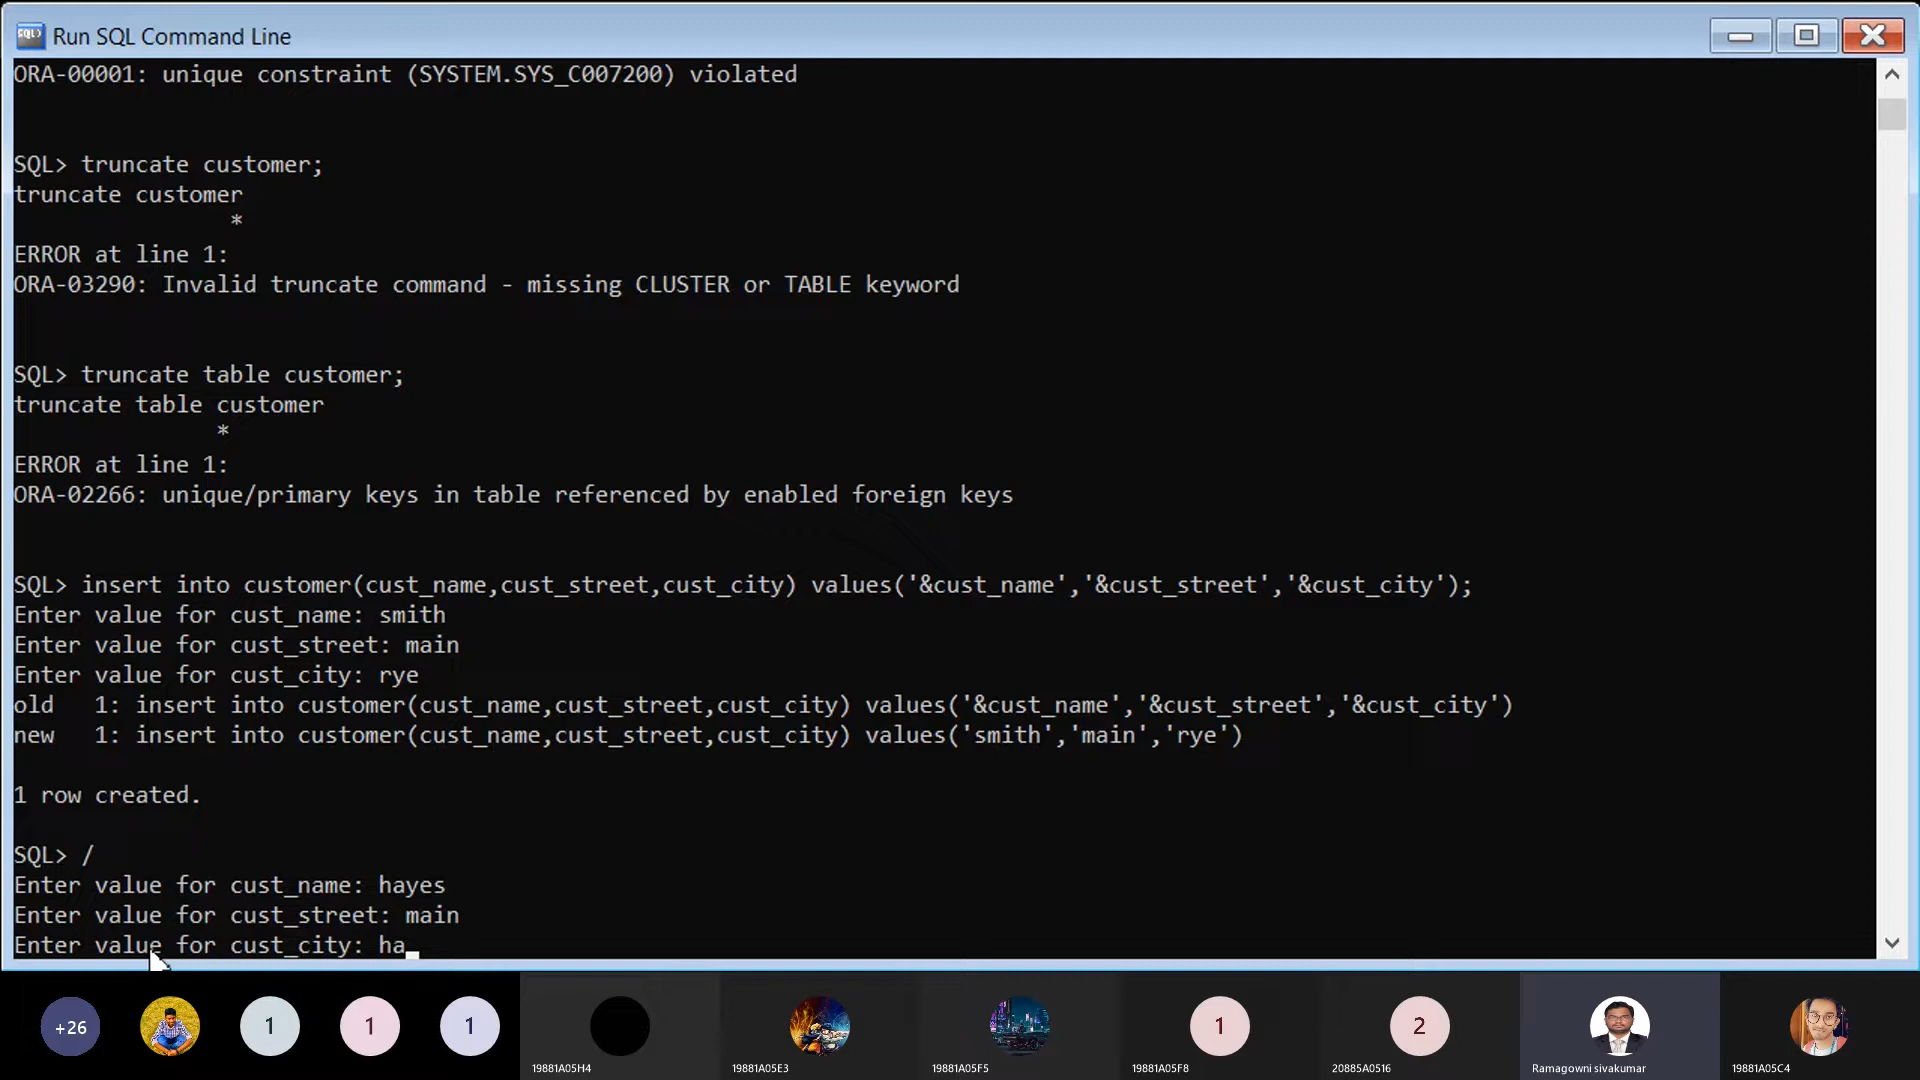 SQL>
Run SQL Command Line
ORA-00001: unique constraint (SYSTEM.SYS_C007200) violated
SQL> truncate customer;
truncate customer
*
ERROR at line 1:
ORA-03290: Invalid truncate command - missing CLUSTER or TABLE keyword
SQL> truncate table customer;
truncate table customer
*
ERROR at line 1:
ORA-02266: unique/primary keys in table referenced by enabled foreign keys
SQL> insert into customer(cust_name,cust_street,cust_city) values('&cust_name','&cust_street','&cust_city');
Enter value for cust_name: smith
Enter value for cust_street: main
Enter value for cust_city: rye
old   1: insert into customer(cust_name,cust_street,cust_city) values('&cust_name','&cust_street','&cust_city')
new   1: insert into customer(cust_name,cust_street,cust_city) values('smith','main','rye')
1 row created.
SQL> /
Enter value for cust_name: hayes
Enter value for cust_street: main
Enter value for cust_city: ha_
+26
1
1
1
1
2
19881A05H4
19881A05E3
19881A05F5
19881A05F8
20885A0516
Ramagowni sivakumar
19881A05C4